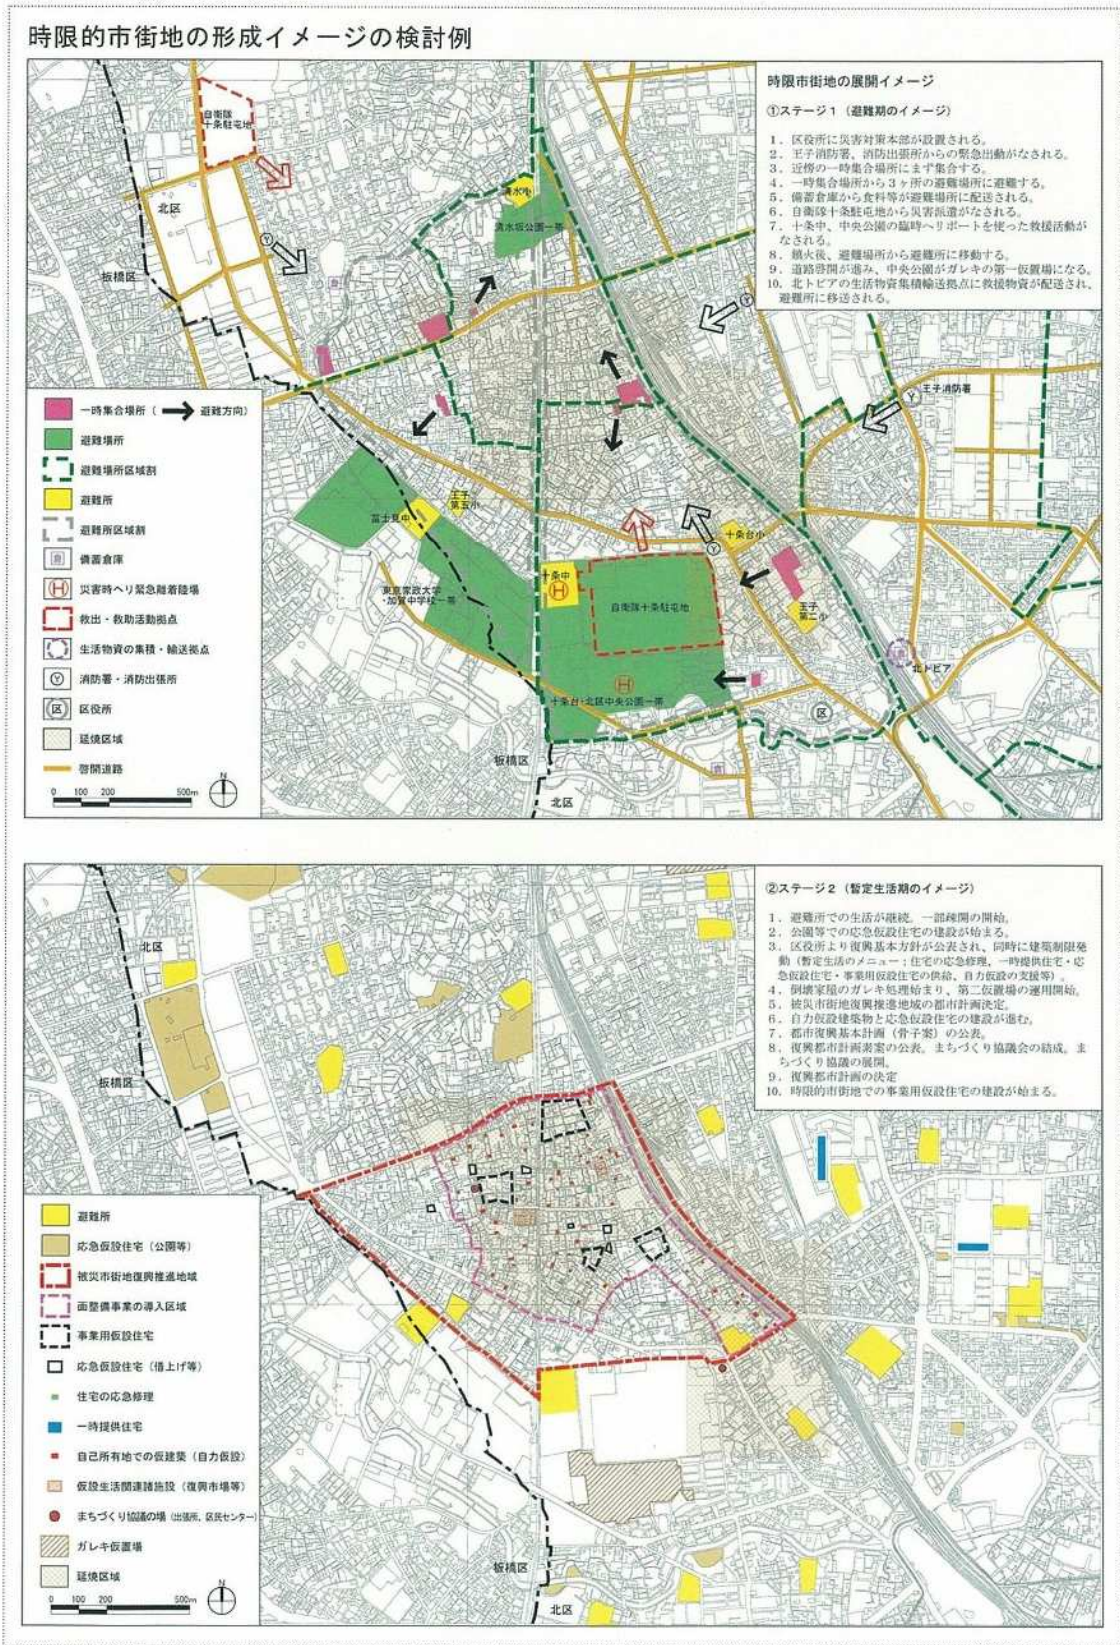 時限的市街地の形成イメージの検討例
時限市街地の展開イメージ
①ステージ1（避難期のイメージ）
1．区役所に災害対策本部が設置される。
2．王子消防署、消防出張所からの緊急出動がなされる。
3．近傍の一時集合場所にまず集合する。
4．一時集合場所から3ヶ所の避難場所に避難する。
5．備蓄倉庫から食料等が避難場所に配送される。
6．自衛隊十条駐屯地から災害派遣がなされる。
7．十条中、中央公園の臨時ヘリポートを使った救援活動が
なされる。
8．鎮火後、避難場所から避難所に移動する。
9．道路啓開が進み、中央公園がガレキの第一仮置場になる。
10．北トピアの生活物資集積輸送拠点に救援物資が配送され、
避難所に移送される。
自衛隊
十条駐屯地
北区
板橋区
清水小
清水坂公園一帯
王子消防署
富士見中
王子
第五小
東京家政大学
・加賀中学校一帯
十条中
H
自衛隊十条駐屯地
十条台小
王子
第二小
北トピア
H
十条台・北区中央公園一帯
区
板橋区
北区
一時集合場所（ 避難方向）
避難場所
避難場所区域割
避難所
避難所区域割
備蓄倉庫
災害時ヘリ緊急離着陸場
救出・救助活動拠点
生活物資の集積・輸送拠点
消防署・消防出張所
区役所
延焼区域
啓開道路
0 100 200 500m
N
②ステージ2（暫定生活期のイメージ）
1．避難所での生活が継続。一部疎開の開始。
2．公園等での応急仮設住宅の建設が始まる。
3．区役所より復興基本方針が公表され、同時に建築制限発
動（暫定生活のメニュー：住宅の応急修理、一時提供住宅・応
急仮設住宅・事業用仮設住宅の供給、自力仮設の支援等）。
4．倒壊家屋のガレキ処理始まり、第二仮置場の運用開始。
5．被災市街地復興推進地域の都市計画決定。
6．自力仮設建築物と応急仮設住宅の建設が進む。
7．都市復興基本計画（骨子案）の公表。
8．復興都市計画素案の公表。まちづくり協議会の結成。ま
ちづくり協議の展開。
9．復興都市計画の決定
10．時限的市街地での事業用仮設住宅の建設が始まる。
北区
板橋区
板橋区
北区
避難所
応急仮設住宅（公園等）
被災市街地復興推進地域
面整備事業の導入区域
事業用仮設住宅
応急仮設住宅（借上げ等）
住宅の応急修理
一時提供住宅
自己所有地での仮建築（自力仮設）
仮設生活関連諸施設（復興市場等）
まちづくり協議の場（出張所、区民センター）
ガレキ仮置場
延焼区域
0 100 200 500m
N